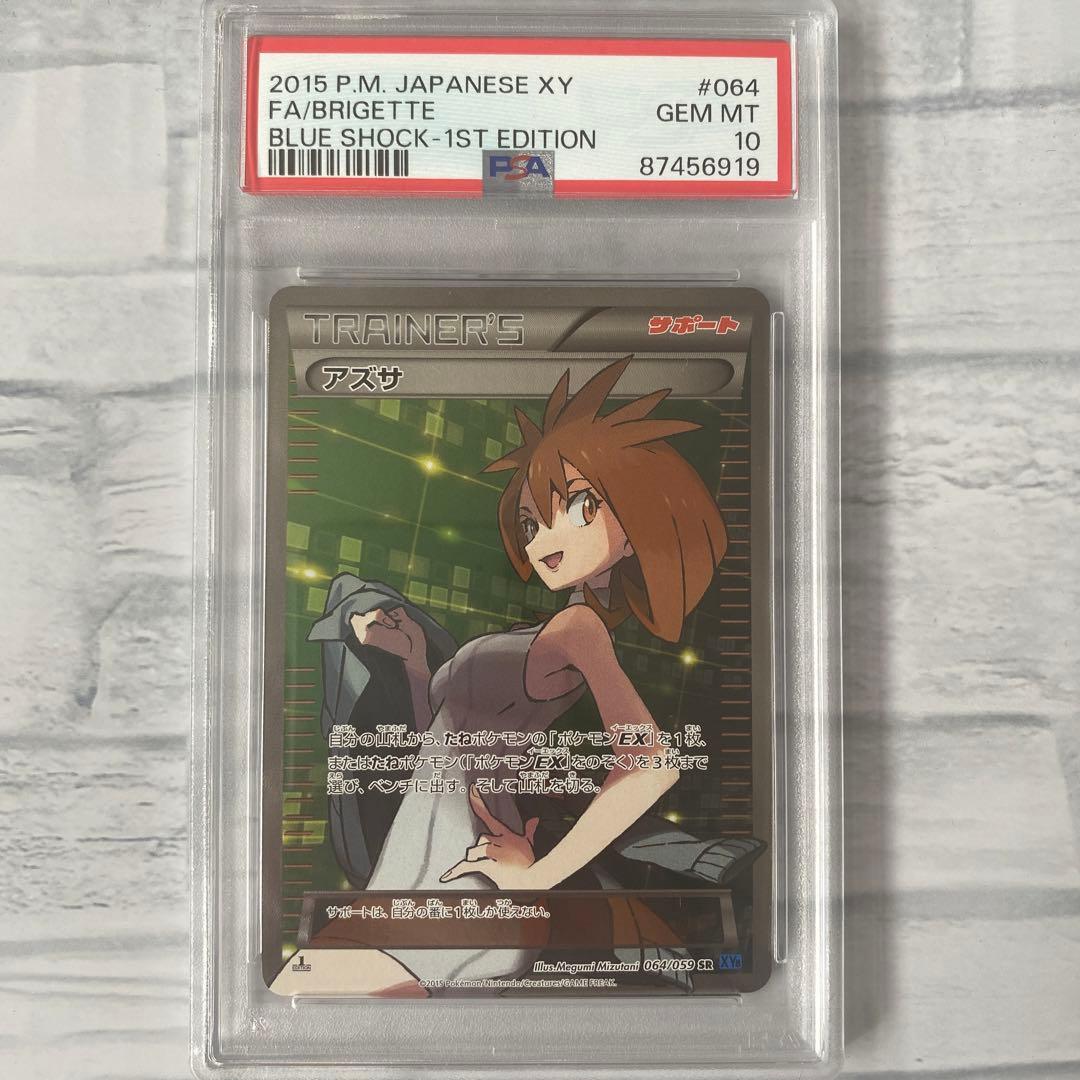 2015 P.M. JAPANESE XY #064
FA/BRIGETTE GEM MT
BLUE SHOCK-1ST EDITION 10
PSA 87456919
TRAINER'S サポート
アズサ
自分の山札から、たねポケモンの「ポケモンEX」を1枚、
またはたねポケモン(「ポケモンEX」をのぞく)を3枚まで
選び、ベンチに出す。そして山札を切る。
サポートは、自分の番に1枚しか使えない。
1 EDITION Illus.Megumi Mizutani 064/059 SR XY8
©2015 Pokémon/Nintendo/Creatures/GAME FREAK.